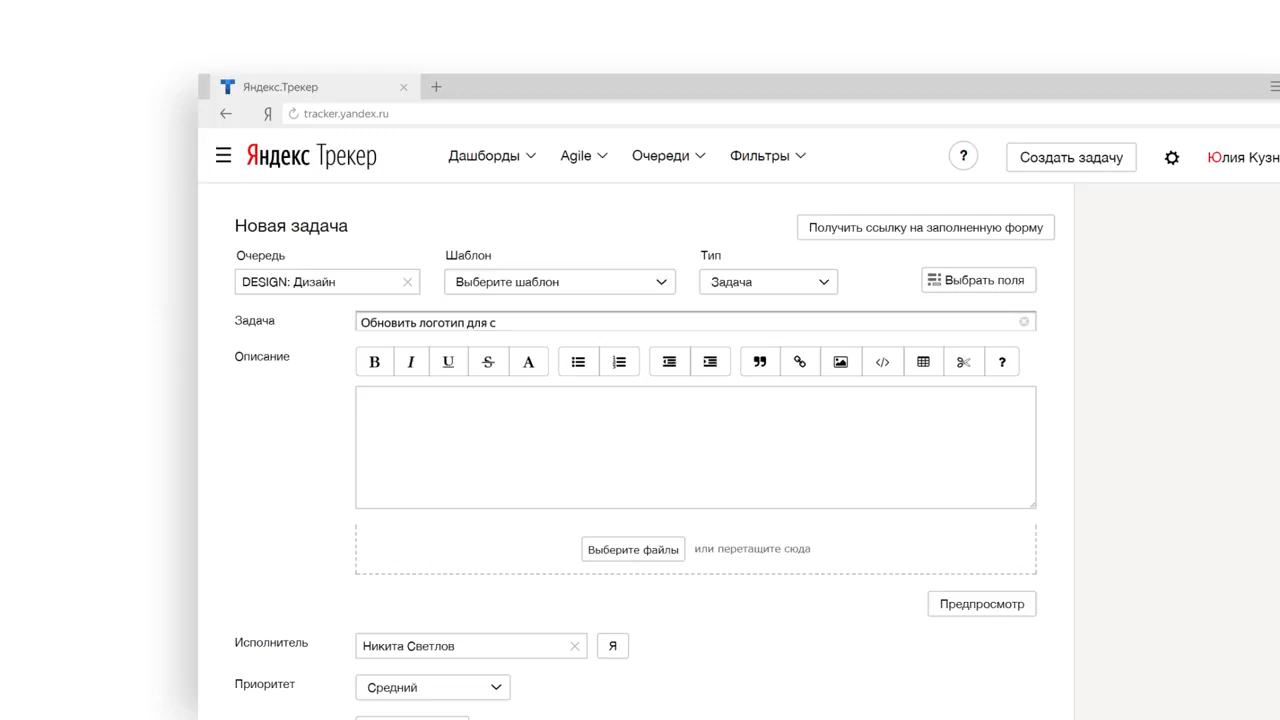 Яндекс.Трекер
Я tracker.yandex.ru
Яндекс Трекер Дашборды Agile Очереди Фильтры ? Создать задачу Юлия Кузн
Новая задача Получить ссылку на заполненную форму
Очередь Шаблон Тип
DESIGN: Дизайн Выберите шаблон Задача Выбрать поля
Задача Обновить логотип для с
Описание B I U S A ?
Выберите файлы или перетащите сюда
Предпросмотр
Исполнитель Никита Светлов Я
Приоритет Средний